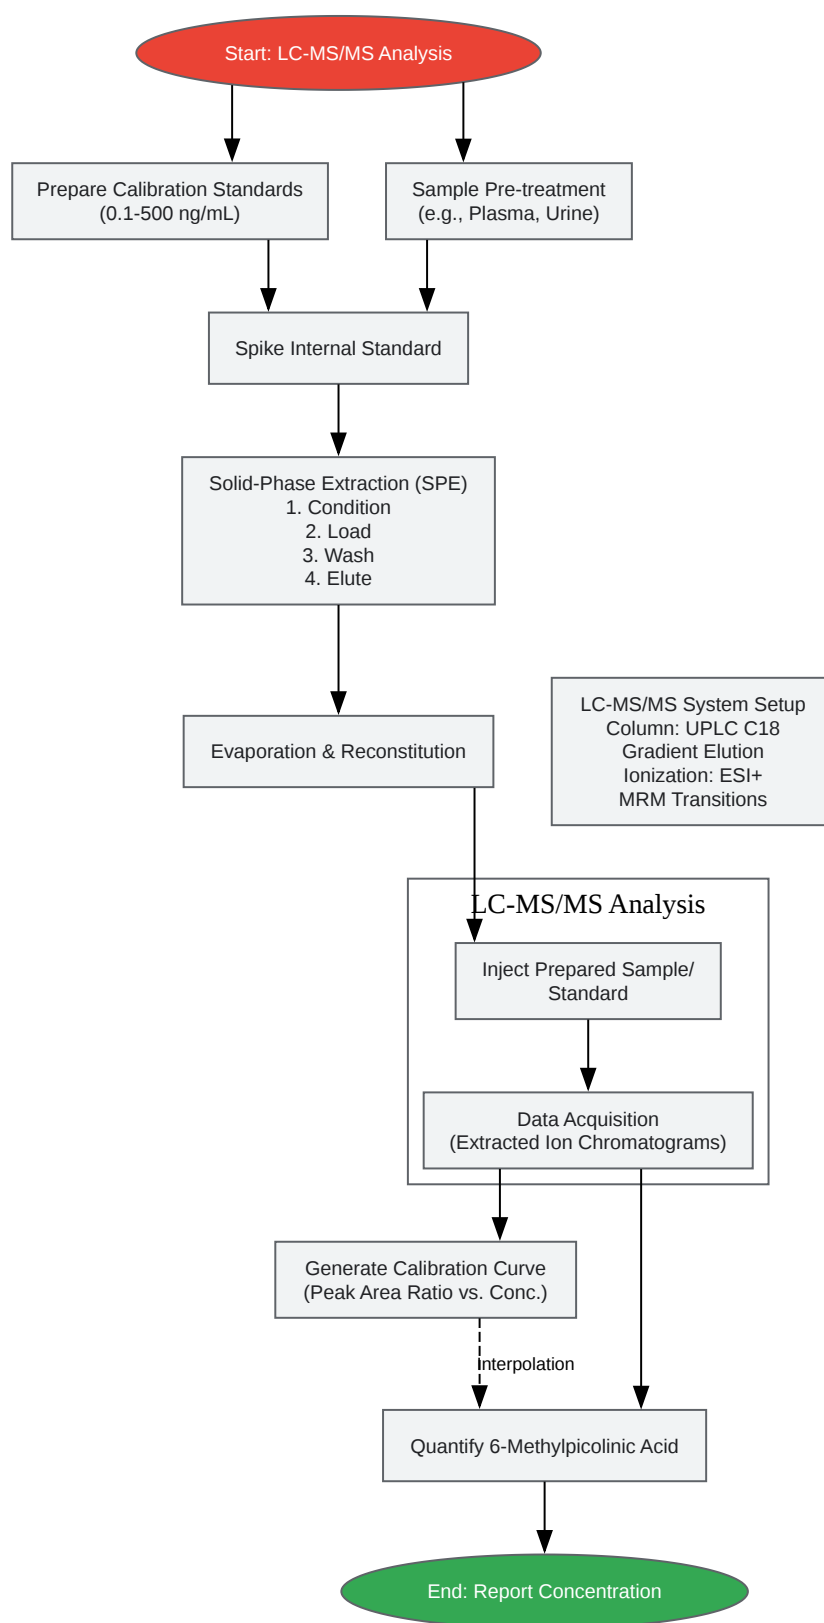 Start: LC-MS/MS Analysis
Prepare Calibration Standards
(0.1-500 ng/mL)
Sample Pre-treatment
(e.g., Plasma, Urine)
Spike Internal Standard
Solid-Phase Extraction (SPE)
1. Condition
2. Load
3. Wash
4. Elute
Evaporation & Reconstitution
LC-MS/MS System Setup
Column: UPLC C18
Gradient Elution
Ionization: ESI+
MRM Transitions
LC-MS/MS Analysis
Inject Prepared Sample/
Standard
Data Acquisition
(Extracted Ion Chromatograms)
Generate Calibration Curve
(Peak Area Ratio vs. Conc.)
Interpolation
Quantify 6-Methylpicolinic Acid
End: Report Concentration